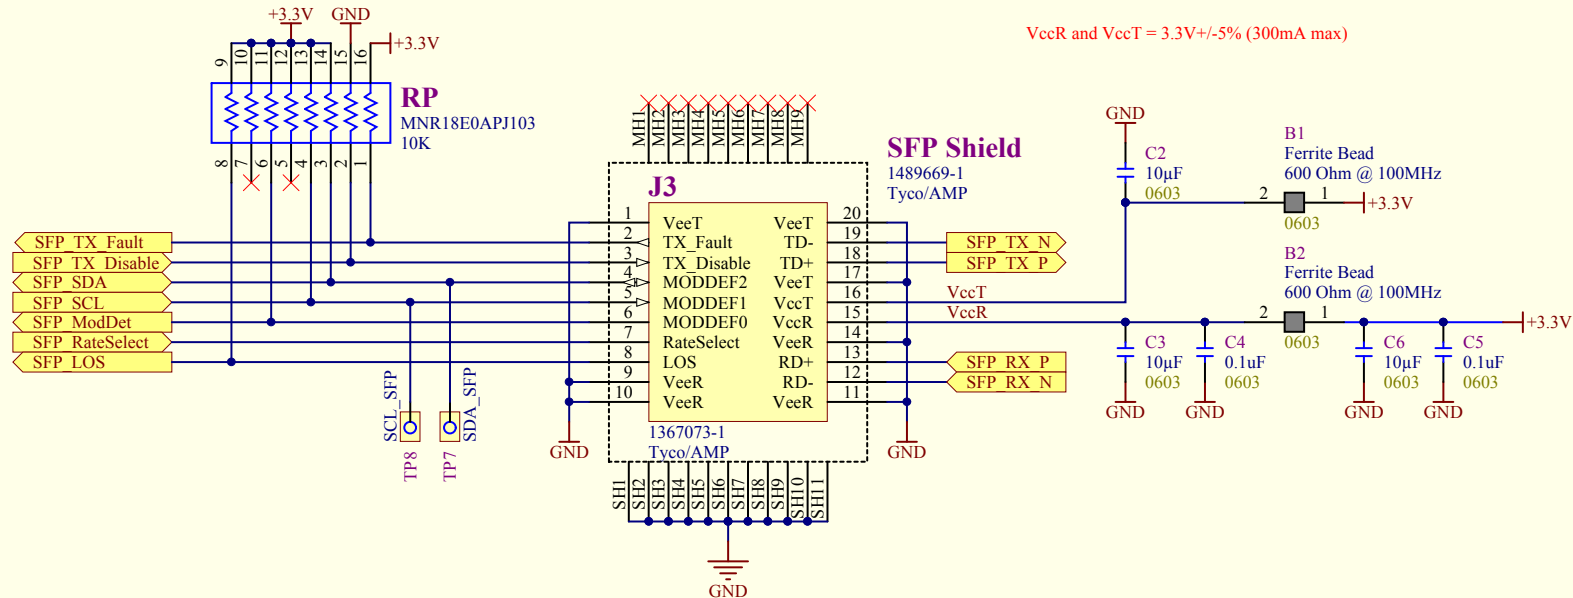 +3.3V
GND
+3.3V
9
10
11
12
13
14
15
16
RP
MNR18E0APJ103
10K
8
7
6
5
4
3
2
1
VccR and VccT = 3.3V+/-5% (300mA max)
MH1
MH2
MH3
MH4
MH5
MH6
MH7
MH8
MH9
SFP Shield
1489669-1
Tyco/AMP
J3
SFP_TX_Fault
SFP_TX_Disable
SFP_SDA
SFP_SCL
SFP_ModDet
SFP_RateSelect
SFP_LOS
1 VeeT
2 TX_Fault
3 TX_Disable
4 MODDEF2
5 MODDEF1
6 MODDEF0
7 RateSelect
8 LOS
9 VeeR
10 VeeR
VeeT 20
TD- 19
TD+ 18
VeeT 17
VccT 16
VccR 15
VeeR 14
RD+ 13
RD- 12
VeeR 11
SFP_TX_N
SFP_TX_P
VccT
VccR
SFP_RX_P
SFP_RX_N
1367073-1
Tyco/AMP
GND
GND
SCL_SFP
TP8
SDA_SFP
TP7
SH1
SH2
SH3
SH4
SH5
SH6
SH7
SH8
SH9
SH10
SH11
GND
GND
C2
10µF
0603
B1
Ferrite Bead
600 Ohm @ 100MHz
2
1
+3.3V
0603
B2
Ferrite Bead
600 Ohm @ 100MHz
2
1
+3.3V
0603
C3
10µF
0603
GND
C4
0.1uF
0603
GND
C6
10µF
0603
GND
C5
0.1uF
0603
GND